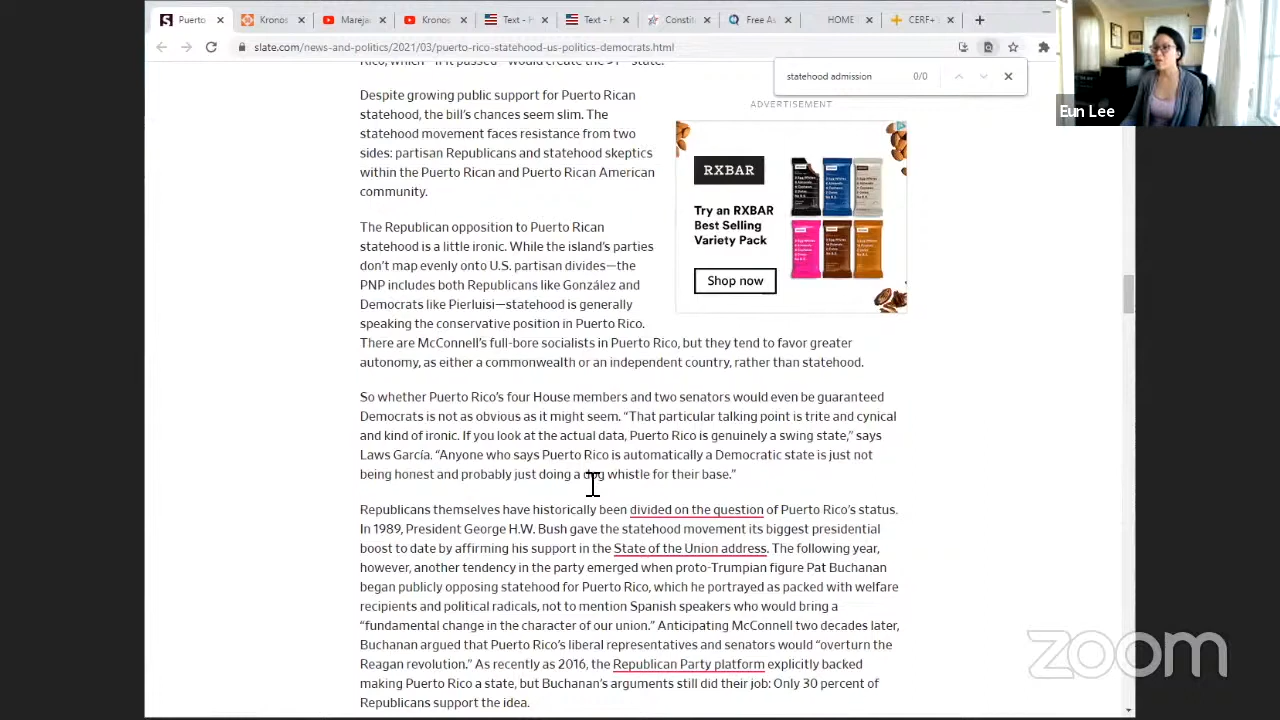 Puerto
Kronos
Mareja
Kronos
Text - H
Text - H
Constit
Free As
HOME
CERF+
slate.com/news-and-politics/2021/03/puerto-rico-statehood-us-politics-democrats.html
statehood admission 0/0
Eun Lee
ADVERTISEMENT
Despite growing public support for Puerto Rican
statehood, the bill's chances seem slim. The
statehood movement faces resistance from two
sides: partisan Republicans and statehood skeptics
within the Puerto Rican and Puerto Rican American
community.
RXBAR
Try an RXBAR
Best Selling
Variety Pack
Shop now
The Republican opposition to Puerto Rican
statehood is a little ironic. While the island's parties
don't map evenly onto U.S. partisan divides—the
PNP includes both Republicans like González and
Democrats like Pierluisi—statehood is generally
speaking the conservative position in Puerto Rico.
There are McConnell's full-bore socialists in Puerto Rico, but they tend to favor greater
autonomy, as either a commonwealth or an independent country, rather than statehood.
So whether Puerto Rico's four House members and two senators would even be guaranteed
Democrats is not as obvious as it might seem. “That particular talking point is trite and cynical
and kind of ironic. If you look at the actual data, Puerto Rico is genuinely a swing state,” says
Laws García. “Anyone who says Puerto Rico is automatically a Democratic state is just not
being honest and probably just doing a dog whistle for their base.”
Republicans themselves have historically been divided on the question of Puerto Rico's status.
In 1989, President George H.W. Bush gave the statehood movement its biggest presidential
boost to date by affirming his support in the State of the Union address. The following year,
however, another tendency in the party emerged when proto-Trumpian figure Pat Buchanan
began publicly opposing statehood for Puerto Rico, which he portrayed as packed with welfare
recipients and political radicals, not to mention Spanish speakers who would bring a
“fundamental change in the character of our union.” Anticipating McConnell two decades later,
Buchanan argued that Puerto Rico's liberal representatives and senators would “overturn the
Reagan revolution.” As recently as 2016, the Republican Party platform explicitly backed
making Puerto Rico a state, but Buchanan's arguments still did their job: Only 30 percent of
Republicans support the idea.
zoom